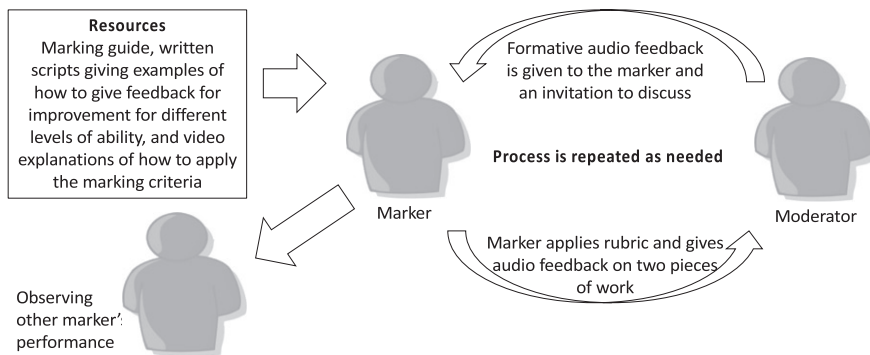 Resources
Marking guide, written
scripts giving examples of
how to give feedback for
improvement for different
levels of ability, and video
explanations of how to apply
the marking criteria
Formative audio feedback
is given to the marker and
an invitation to discuss
Process is repeated as needed
Marker
Moderator
Marker applies rubric and gives
audio feedback on two pieces
of work
Observing
other marker's
performance